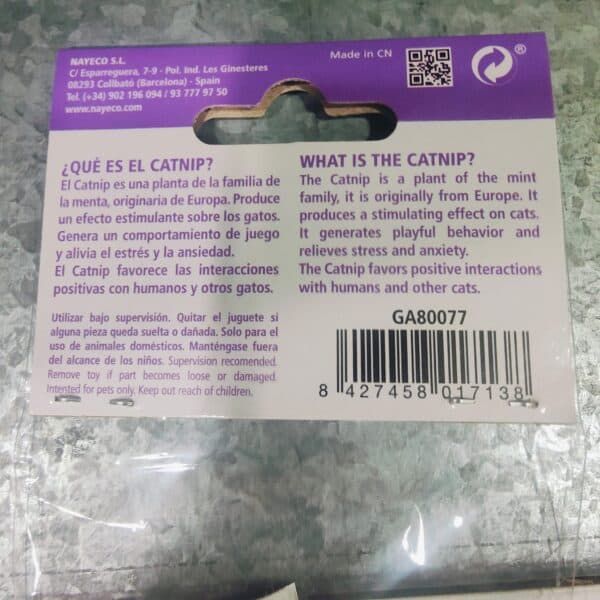 NAYECO S.L.
C/ Esparreguera, 7-9 - Pol. Ind. Les Ginesteres
08293 Collbató (Barcelona) - Spain
Tel. (+34) 902 196 094 / 93 777 97 50
www.nayeco.com
Made in CN
®
¿QUÉ ES EL CATNIP?
El Catnip es una planta de la familia de
la menta, originaria de Europa. Produce
un efecto estimulante sobre los gatos.
Genera un comportamiento de juego
y alivia el estrés y la ansiedad.
El Catnip favorece las interacciones
positivas con humanos y otros gatos.
Utilizar bajo supervisión. Quitar el juguete si
alguna pieza queda suelta o dañada. Solo para el
uso de animales domésticos. Manténgase fuera
del alcance de los niños. Supervision recomended.
Remove toy if part becomes loose or damaged.
Intented for pets only. Keep out reach of children.
WHAT IS THE CATNIP?
The Catnip is a plant of the mint
family, it is originally from Europe. It
produces a stimulating effect on cats.
It generates playful behavior and
relieves stress and anxiety.
The Catnip favors positive interactions
with humans and other cats.
GA80077
8 427458 017138